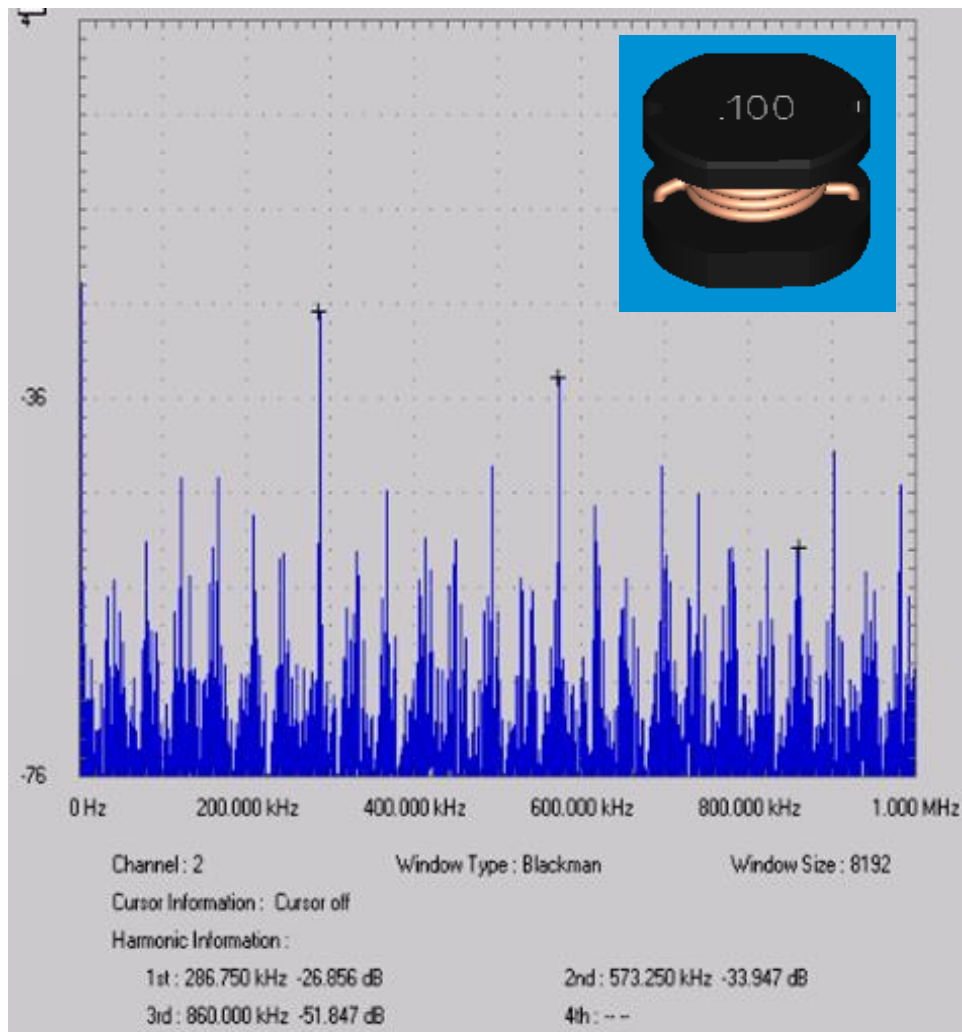 4
.100
-36
-76
0 Hz 200.000 kHz 400.000 kHz 600.000 kHz 800.000 kHz 1.000 MHz
Channel : 2 Window Type : Blackman Window Size : 8192
Cursor Information : Cursor off
Harmonic Information :
1st : 286.750 kHz -26.856 dB 2nd : 573.250 kHz -33.947 dB
3rd : 860.000 kHz -51.847 dB 4th : - -